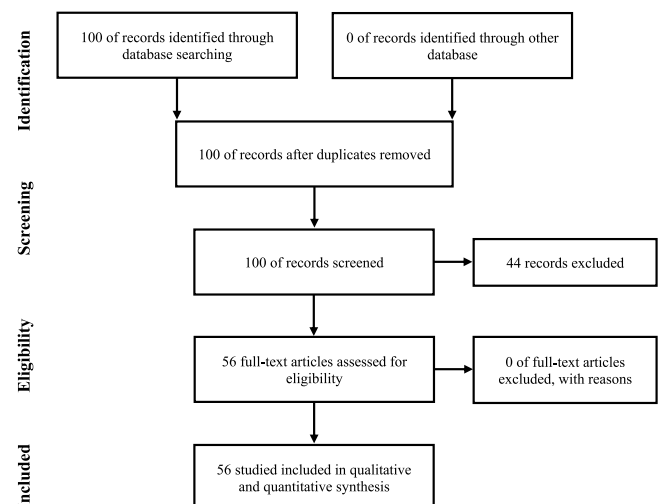 Identification
100 of records identified through
database searching
0 of records identified through other
database
100 of records after duplicates removed
Screening
100 of records screened
44 records excluded
Eligibility
56 full-text articles assessed for
eligibility
0 of full-text articles
excluded, with reasons
ncluded
56 studied included in qualitative
and quantitative synthesis